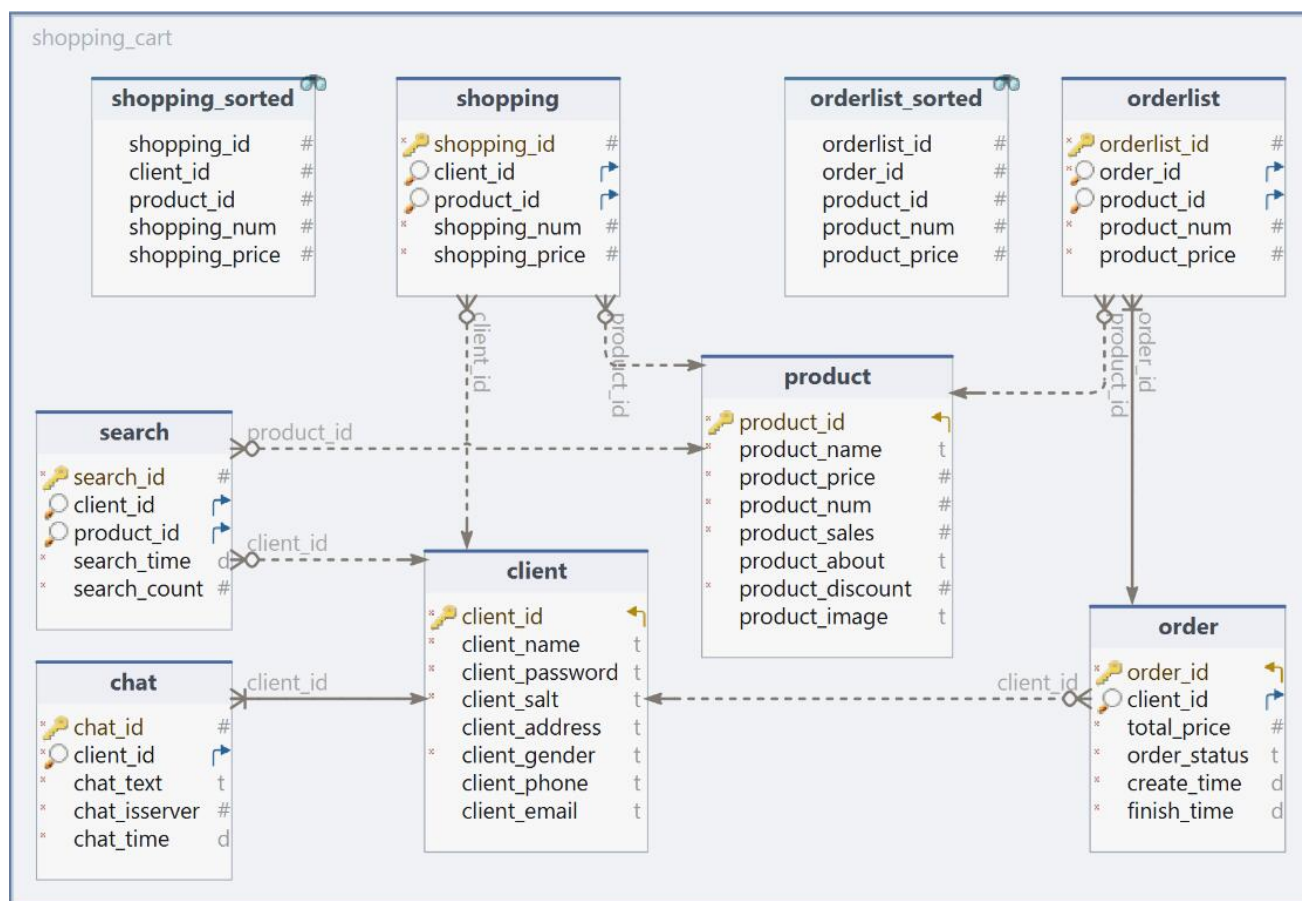 shopping_cart
shopping_sorted
shopping_id #
client_id #
product_id #
shopping_num #
shopping_price #
shopping
shopping_id #
client_id
product_id
shopping_num #
shopping_price #
orderlist_sorted
orderlist_id #
order_id #
product_id #
product_num #
product_price #
orderlist
orderlist_id #
order_id
product_id
product_num #
product_price #
client_id
product_id
product_id
order_id
product
product_id
product_name t
product_price #
product_num #
product_sales #
product_about t
product_discount #
product_image t
search
search_id #
client_id
product_id
search_time d
search_count #
product_id
client_id
client
client_id
client_name t
client_password t
client_salt t
client_address t
client_gender t
client_phone t
client_email t
chat
chat_id #
client_id
chat_text t
chat_isserver #
chat_time d
client_id
client_id
order
order_id
client_id
total_price #
order_status t
create_time d
finish_time d